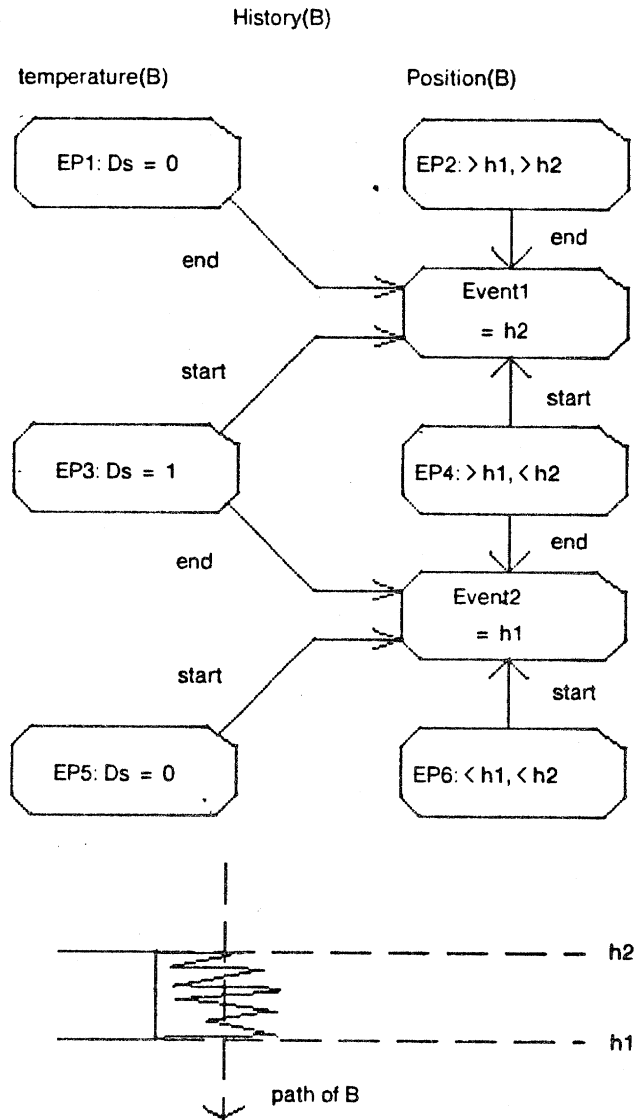 History(B)
temperature(B)
Position(B)
EP1: Ds = 0
EP2: > h1, > h2
end
end
Event1
= h2
start
start
EP3: Ds = 1
EP4: > h1, < h2
end
end
Event2
= h1
start
start
EP5: Ds = 0
EP6: < h1, < h2
h2
h1
path of B